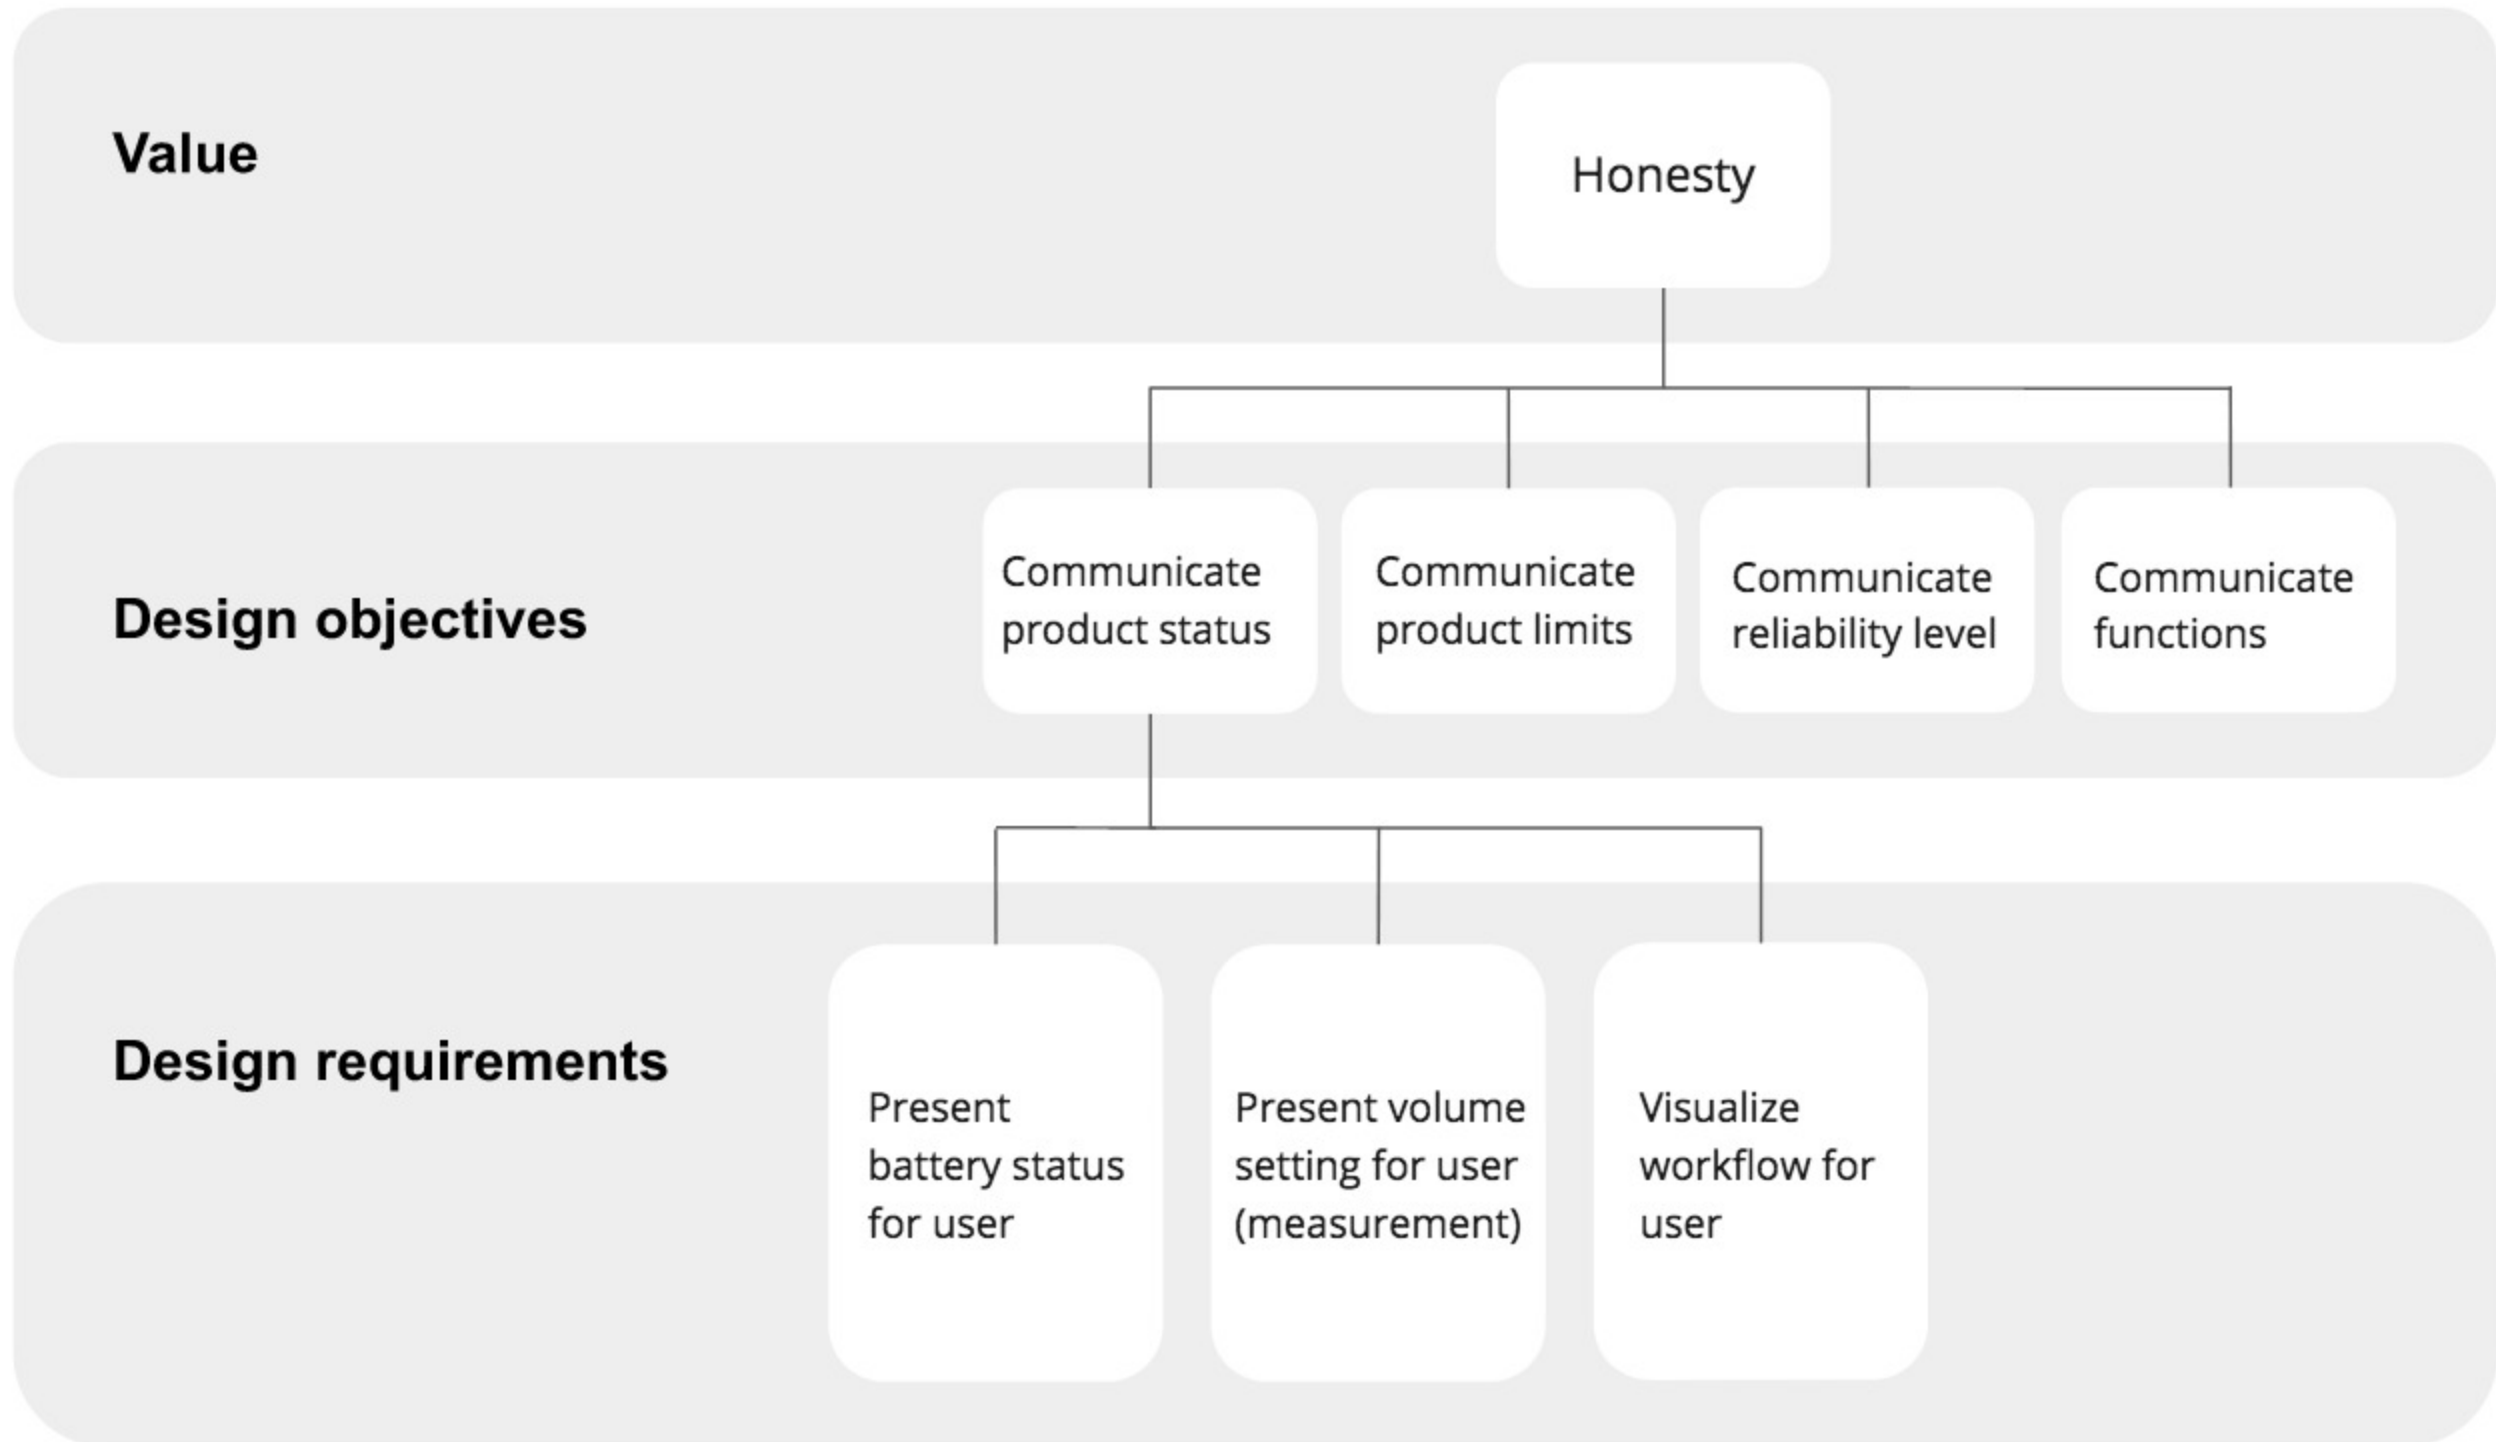 Value
Honesty
Design objectives
Communicate
product status
Communicate
product limits
Communicate
reliability level
Communicate
functions
Design requirements
Present
battery status
for user
Present volume
setting for user
(measurement)
Visualize
workflow for
user